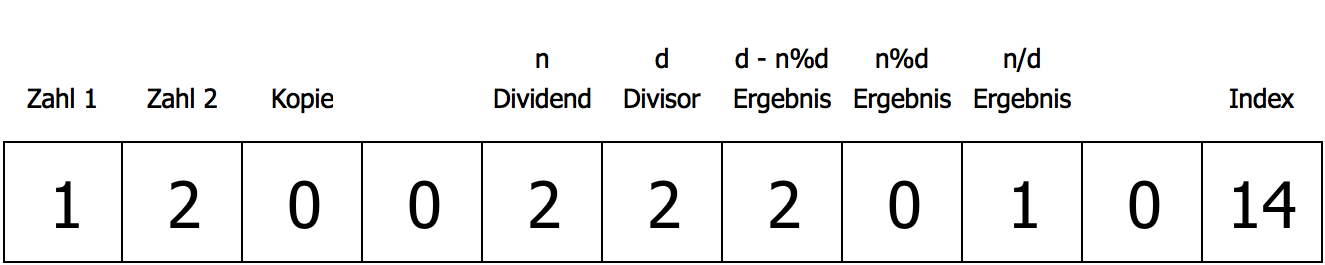 n d d - n%d n%d n/d
Zahl 1 Zahl 2 Kopie Dividend Divisor Ergebnis Ergebnis Ergebnis Index
1 2 0 0 2 2 2 0 1 0 14